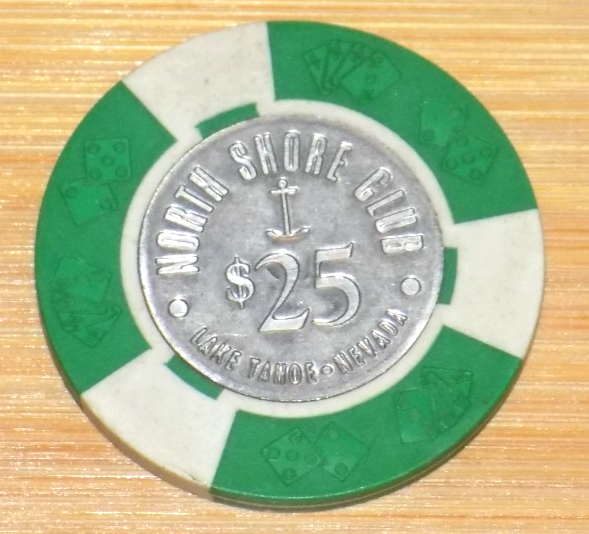 NORTH SHORE CLUB
$25
LAKE TAHOE • NEVADA